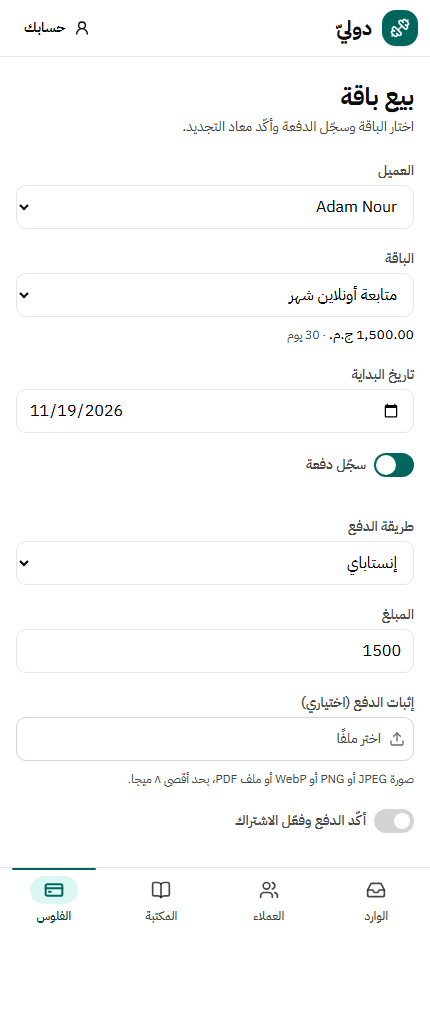 دوليّ
حسابك
بيع باقة
اختار الباقة وسجّل الدفعة وأكّد معاد التجديد.
العميل
Adam Nour
الباقة
متابعة أونلاين شهر
1,500.00 ج.م. · 30 يوم
تاريخ البداية
11/19/2026
سجّل دفعة
طريقة الدفع
إنستاباي
المبلغ
1500
إثبات الدفع (اختياري)
اختر ملفًا
صورة JPEG أو PNG أو WebP أو ملف PDF، بحد أقصى ٨ ميجا.
أكّد الدفع وفعّل الاشتراك
الوارد
العملاء
المكتبة
الفلوس